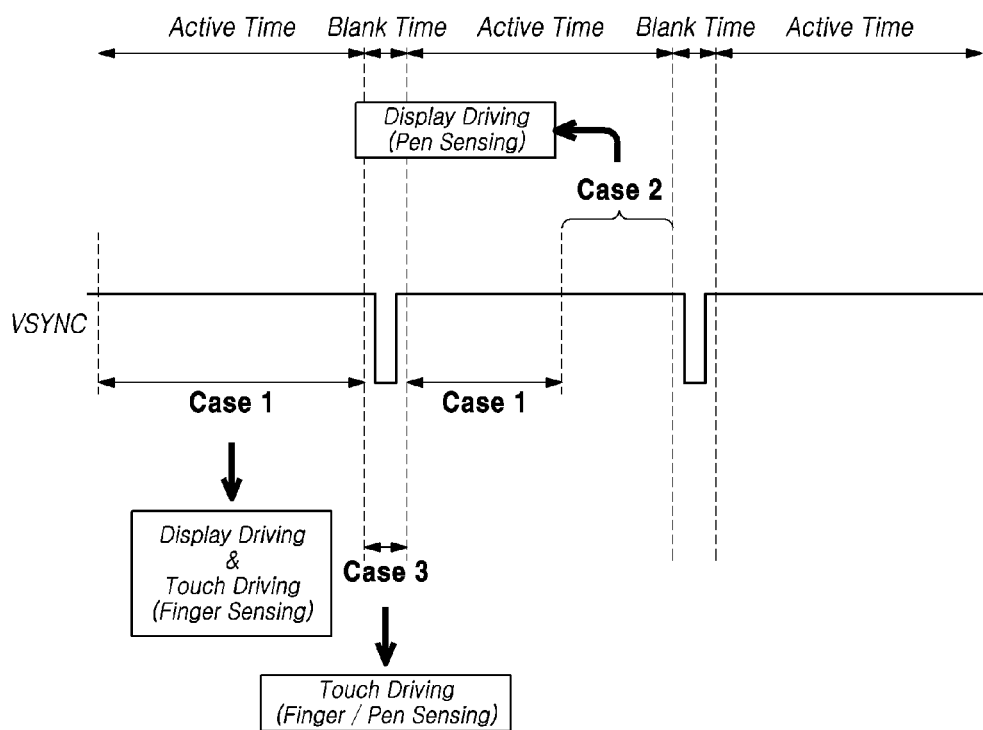 Active Time
Blank Time
Active Time
Blank Time
Active Time
Display Driving
(Pen Sensing)
Case 2
VSYNC
Case 1
Case 1
Display Driving
&
Touch Driving
(Finger Sensing)
Case 3
Touch Driving
(Finger / Pen Sensing)